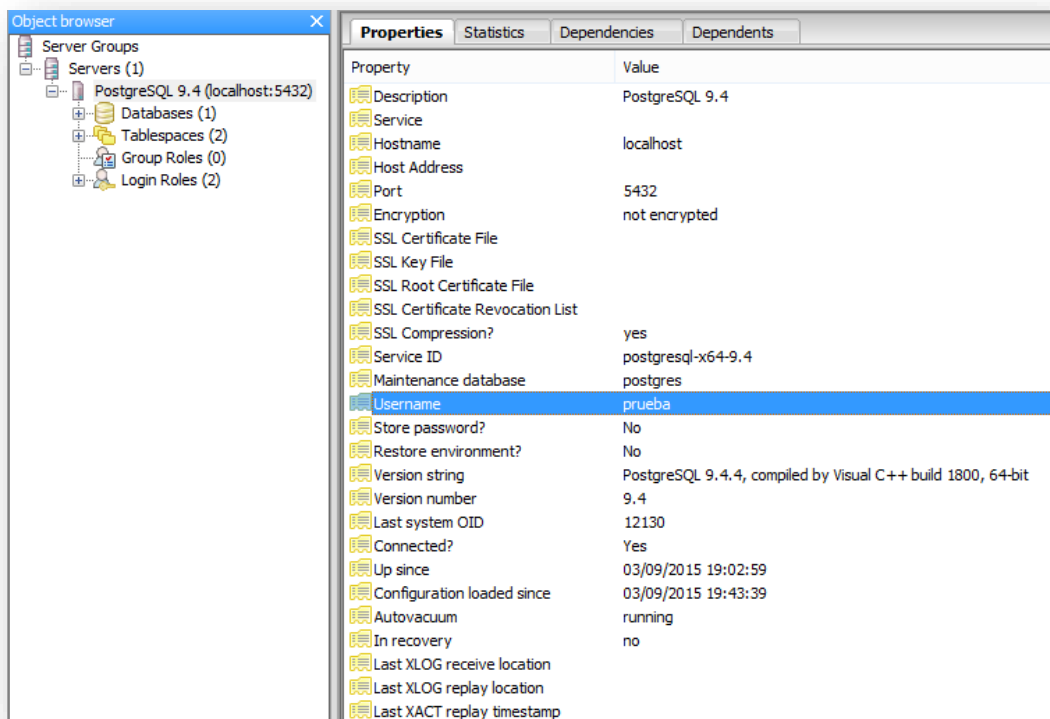 Object browser
Server Groups
Servers (1)
PostgreSQL 9.4 (localhost:5432)
Databases (1)
Tablespaces (2)
Group Roles (0)
Login Roles (2)
Properties Statistics Dependencies Dependents
Property Value
Description PostgreSQL 9.4
Service
Hostname localhost
Host Address
Port 5432
Encryption not encrypted
SSL Certificate File
SSL Key File
SSL Root Certificate File
SSL Certificate Revocation List
SSL Compression? yes
Service ID postgresql-x64-9.4
Maintenance database postgres
Username prueba
Store password? No
Restore environment? No
Version string PostgreSQL 9.4.4, compiled by Visual C++ build 1800, 64-bit
Version number 9.4
Last system OID 12130
Connected? Yes
Up since 03/09/2015 19:02:59
Configuration loaded since 03/09/2015 19:43:39
Autovacuum running
In recovery no
Last XLOG receive location
Last XLOG replay location
Last XACT replay timestamp